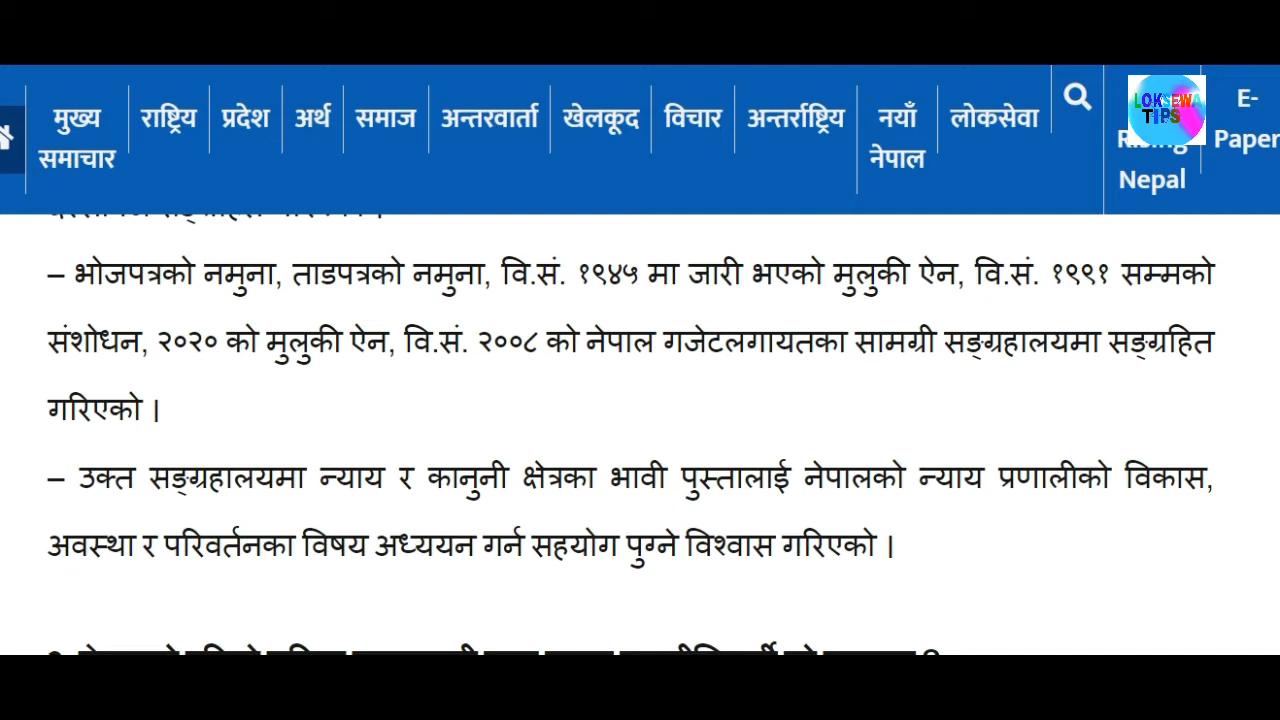 मुख्य समाचार
राष्ट्रिय
प्रदेश
अर्थ
समाज
अन्तरवार्ता
खेलकूद
विचार
अन्तर्राष्ट्रिय
नयाँ नेपाल
लोकसेवा
Rising Nepal
E-Paper
LOKSEWA TIPS
– भोजपत्रको नमुना, ताडपत्रको नमुना, वि.सं. १९४५ मा जारी भएको मुलुकी ऐन, वि.सं. १९९१ सम्मको
संशोधन, २०२० को मुलुकी ऐन, वि.सं. २००८ को नेपाल गजेटलगायतका सामग्री सङ्ग्रहालयमा सङ्ग्रहित
गरिएको ।
– उक्त सङ्ग्रहालयमा न्याय र कानुनी क्षेत्रका भावी पुस्तालाई नेपालको न्याय प्रणालीको विकास,
अवस्था र परिवर्तनका विषय अध्ययन गर्न सहयोग पुग्ने विश्वास गरिएको ।